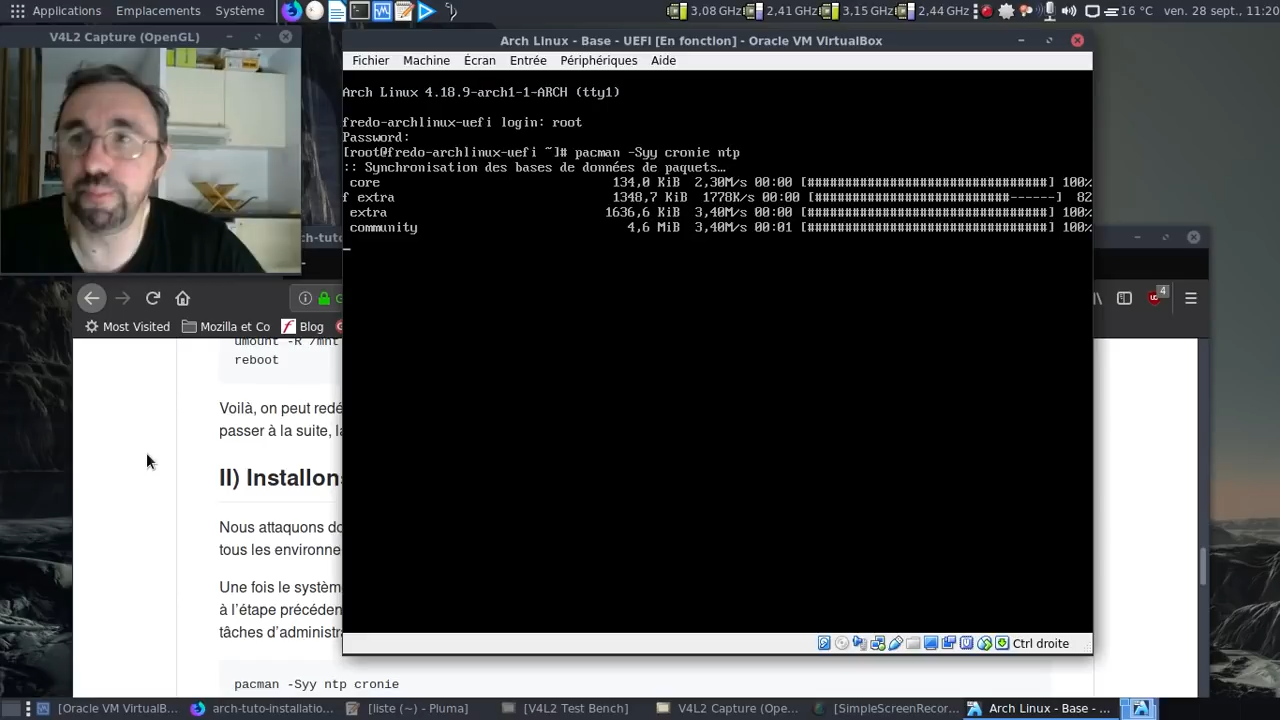 Applications Emplacements Système
3,08 GHz 2,41 GHz 3,15 GHz 2,44 GHz 16 °C ven. 28 sept., 11:20
V4L2 Capture (OpenGL)
Arch Linux - Base - UEFI [En fonction] - Oracle VM VirtualBox
Fichier Machine Écran Entrée Périphériques Aide
Arch Linux 4.18.9-arch1-1-ARCH (tty1)
fredo-archlinux-uefi login: root
Password:
[root@fredo-archlinux-uefi ~]# pacman -Syy cronie ntp
:: Synchronisation des bases de données de paquets…
core 134,0 KiB 2,30M/s 00:00 [################################] 100%
f extra 1348,7 KiB 1778K/s 00:00 [##########################------] 82
extra 1636,6 KiB 3,40M/s 00:00 [################################] 100%
community 4,6 MiB 3,40M/s 00:01 [################################] 100%
arch-tut
4
Most Visited Mozilla et Co Blog
umount -R /mnt
reboot
Voilà, on peut redé
passer à la suite, la
II) Installons
Nous attaquons do
tous les environne
Une fois le système
à l’étape précéden
tâches d’administra
pacman -Syy ntp cronie
Ctrl droite
[Oracle VM VirtualB... arch-tuto-installatio... [liste (~) - Pluma] [V4L2 Test Bench] V4L2 Capture (Ope... [SimpleScreenRecor... Arch Linux - Base - ...